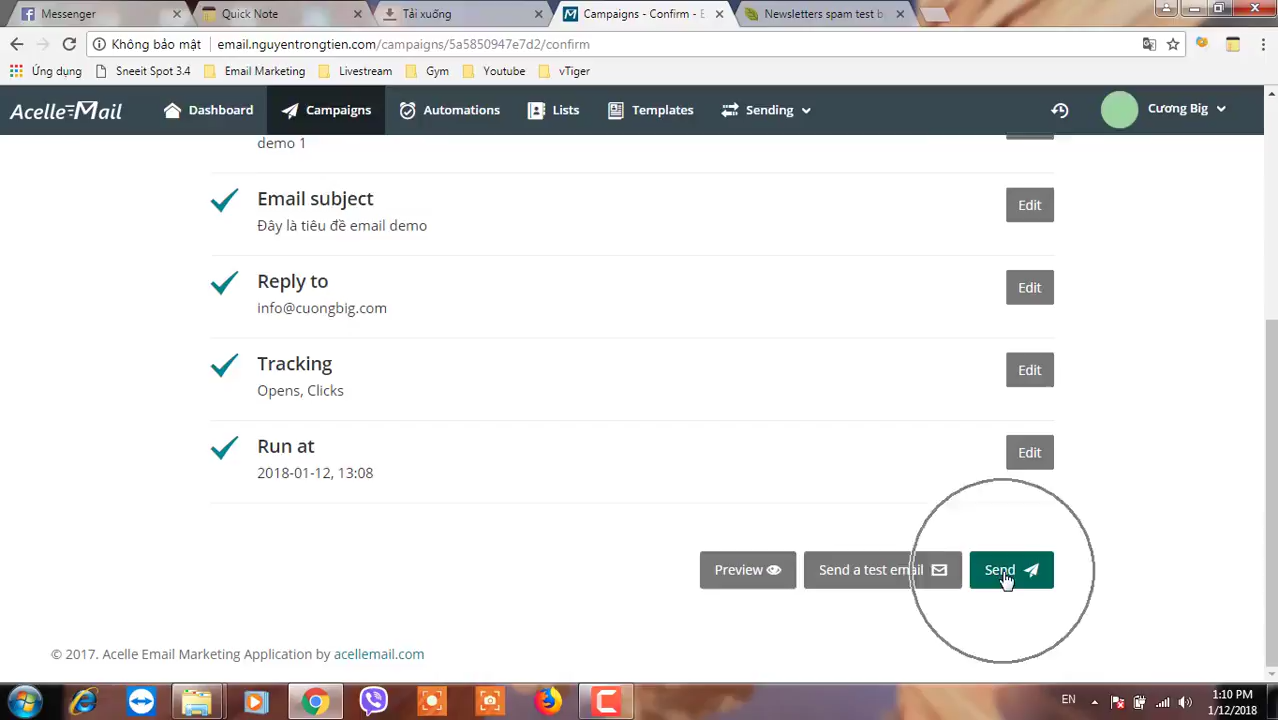 Messenger
Quick Note
Tải xuống
Campaigns - Confirm - E
Newsletters spam test b
Không bảo mật
email.nguyentrongtien.com/campaigns/5a5850947e7d2/confirm
Ứng dụng
Sneeit Spot 3.4
Email Marketing
Livestream
Gym
Youtube
vTiger
Acelle Mail
Dashboard
Campaigns
Automations
Lists
Templates
Sending
Cương Big
demo 1
Email subject
Edit
Đây là tiêu đề email demo
Reply to
Edit
info@cuongbig.com
Tracking
Edit
Opens, Clicks
Run at
Edit
2018-01-12, 13:08
Preview
Send a test email
Send
© 2017. Acelle Email Marketing Application by acellemail.com
EN
1:10 PM
1/12/2018